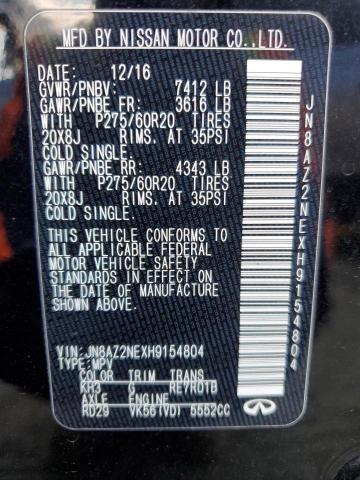 MFD BY NISSAN MOTOR CO.,LTD.
DATE: 12/16
GVWR/PNBV: 7412 LB
GAWR/PNBE FR: 3616 LB
WITH P275/60R20 TIRES
20X8J RIMS, AT 35PSI
COLD SINGLE.
GAWR/PNBE RR: 4343 LB
WITH P275/60R20 TIRES
20X8J RIMS, AT 35PSI
COLD SINGLE.
THIS VEHICLE CONFORMS TO
ALL APPLICABLE FEDERAL
MOTOR VEHICLE SAFETY
STANDARDS IN EFFECT ON
THE DATE OF MANUFACTURE
SHOWN ABOVE.
VIN:JN8AZ2NEXH9154804
TYPE:MPV
COLOR TRIM TRANS
KH3 G RE7R01B
AXLE ENGINE
RD29 VK56(VD) 5552CC
JN8AZ2NEXH9154804